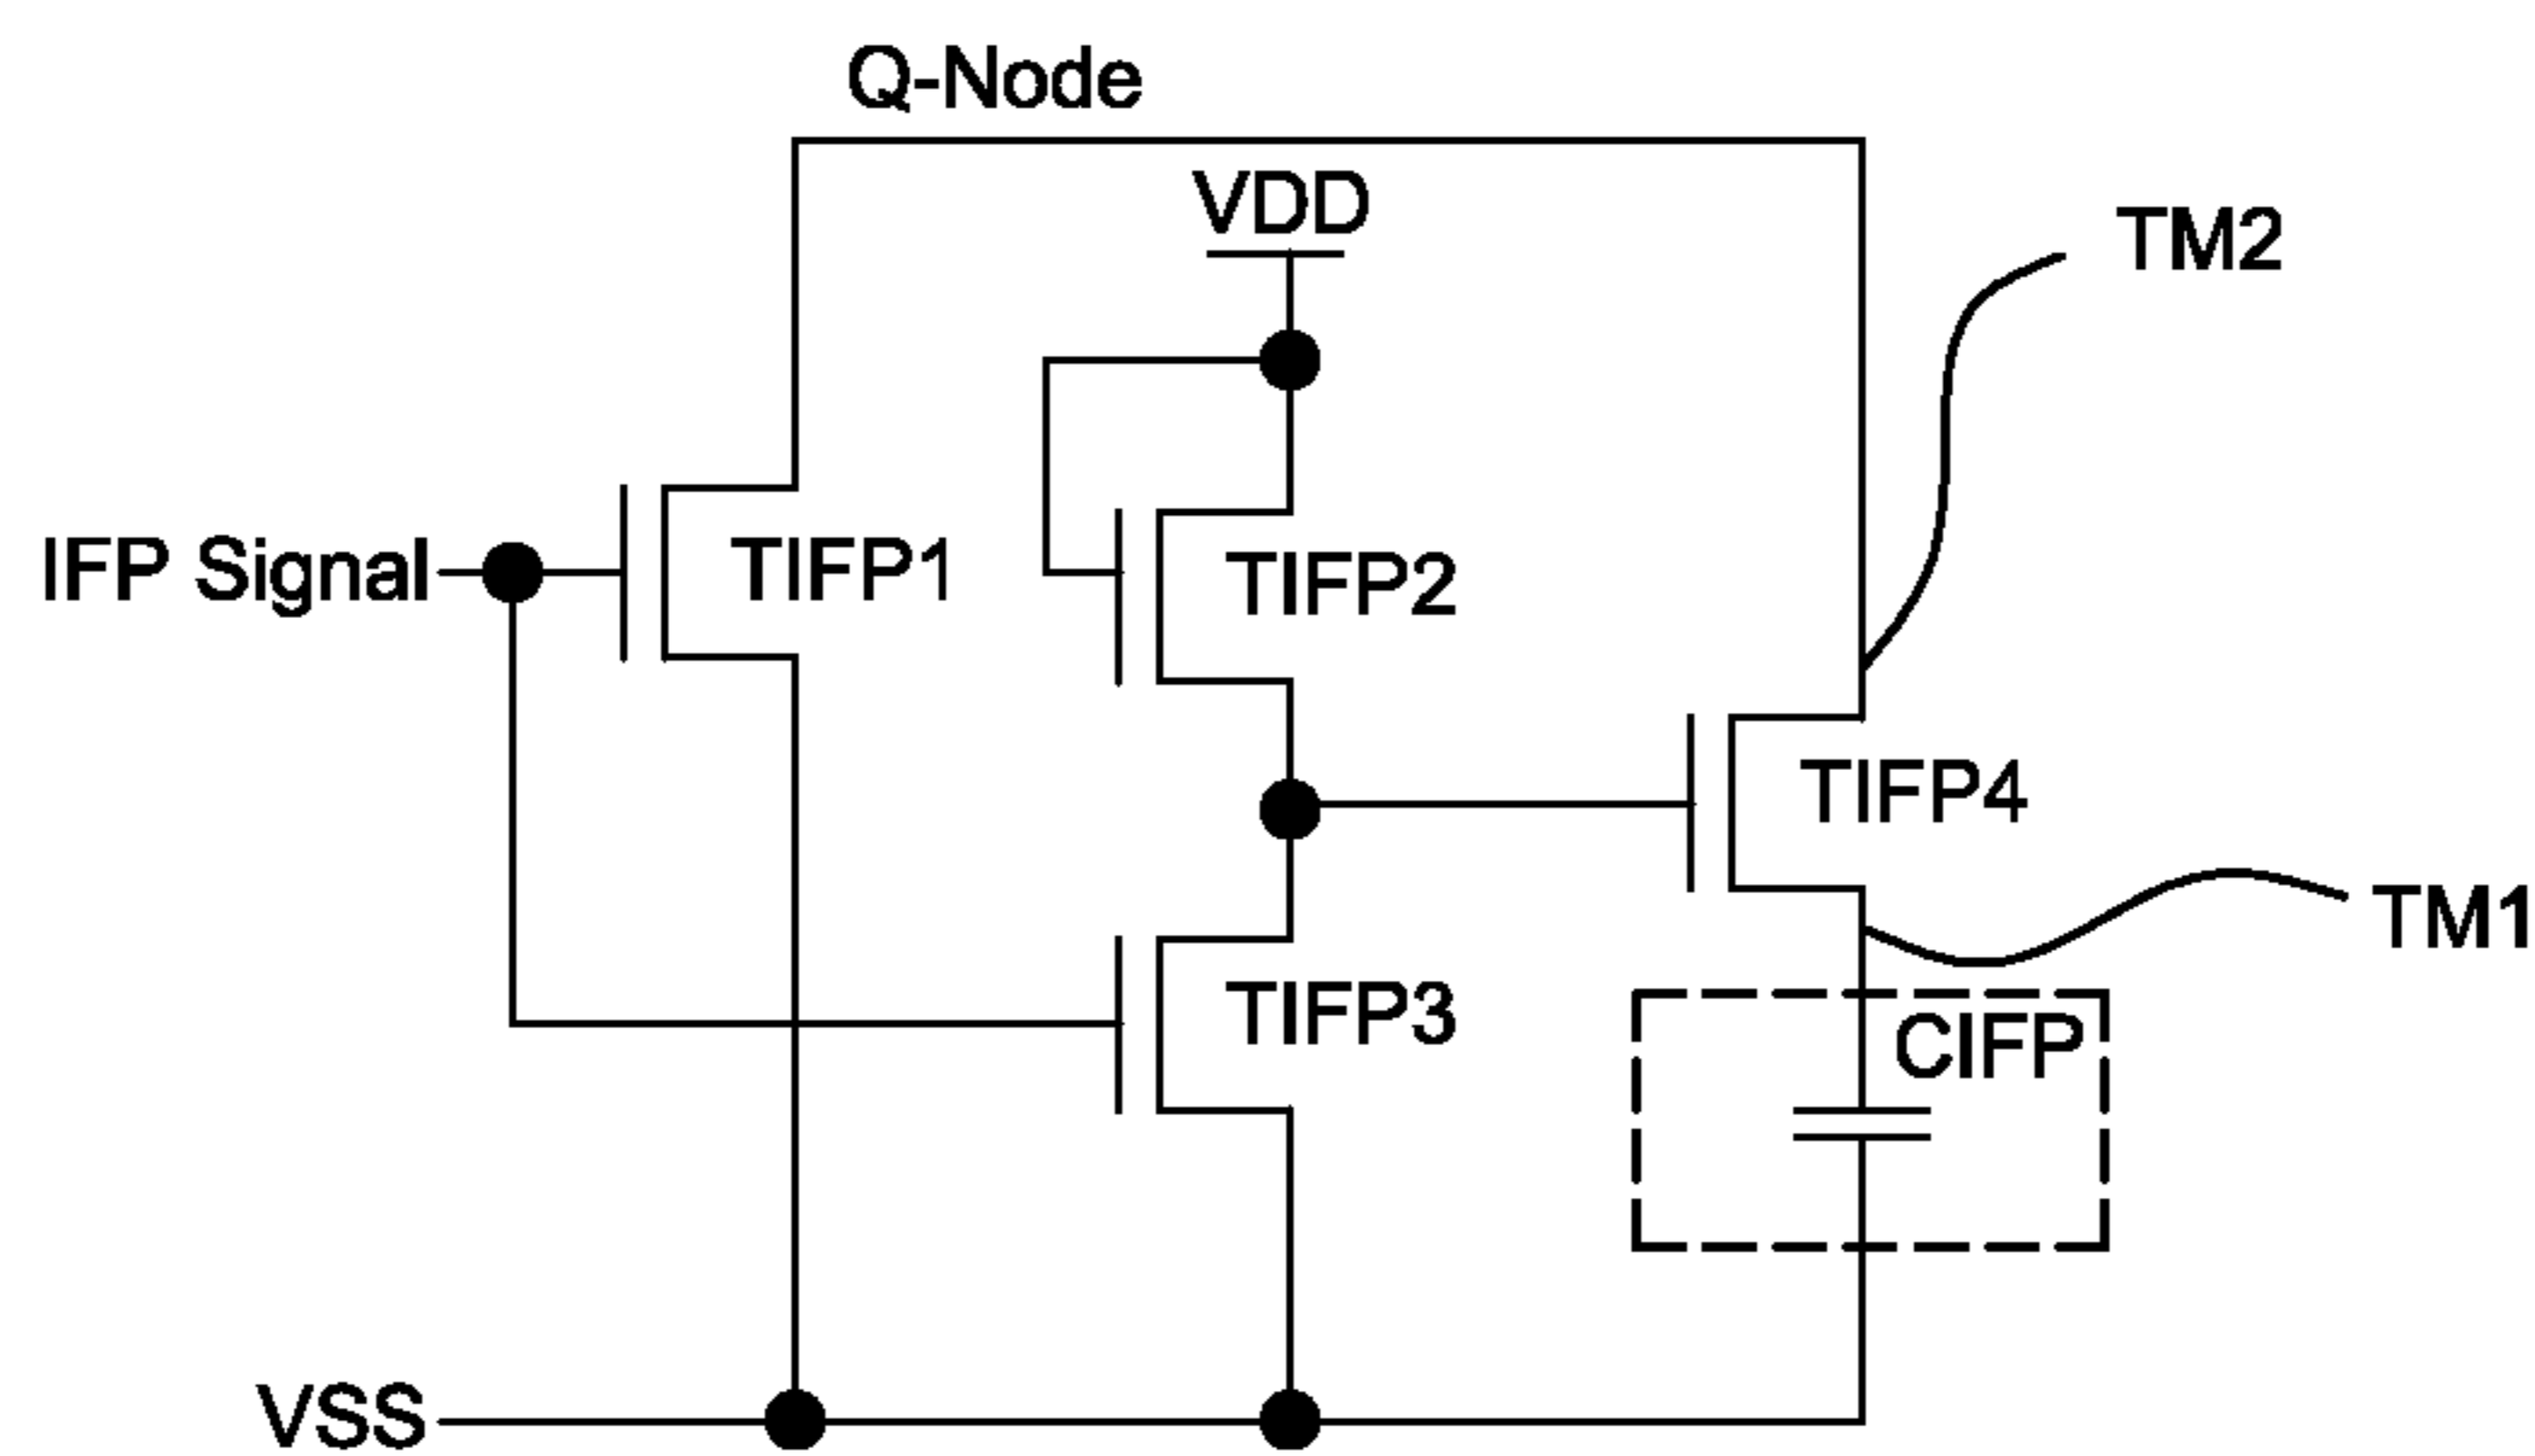 Q-Node
VDD
TM2
IFP Signal
TIFP1
TIFP2
TIFP4
TM1
TIFP3
CIFP
VSS